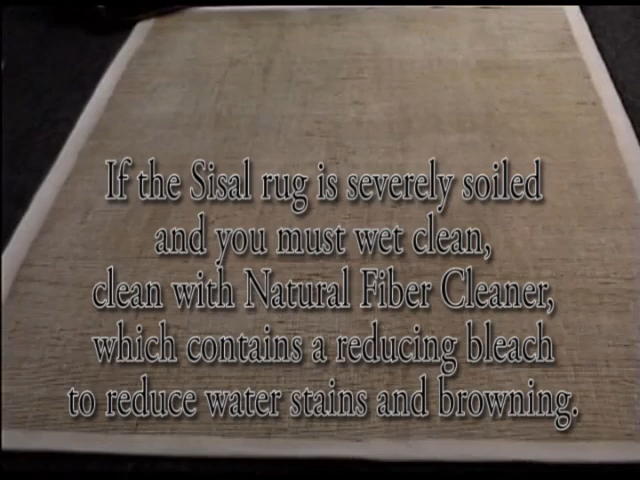 If the Sisal rug is severely soiled
and you must wet clean,
clean with Natural Fiber Cleaner,
which contains a reducing bleach
to reduce water stains and browning.